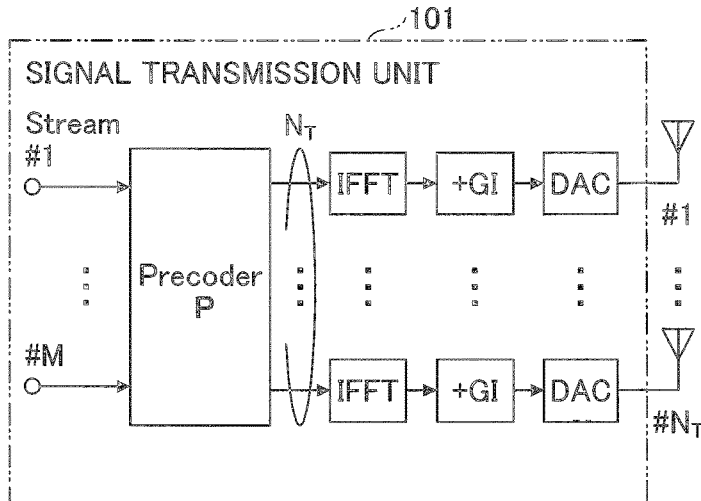 101
SIGNAL TRANSMISSION UNIT
Stream
#1
N_T
IFFT
+GI
DAC
#1
Precoder
P
#M
IFFT
+GI
DAC
#N_T